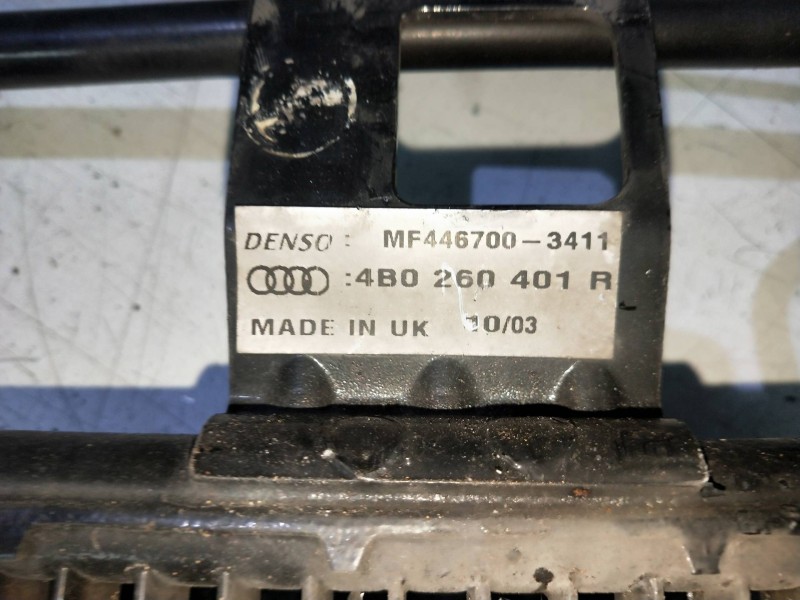 DENSO : MF446700-3411
:4B0 260 401 R
MADE IN UK 10/03